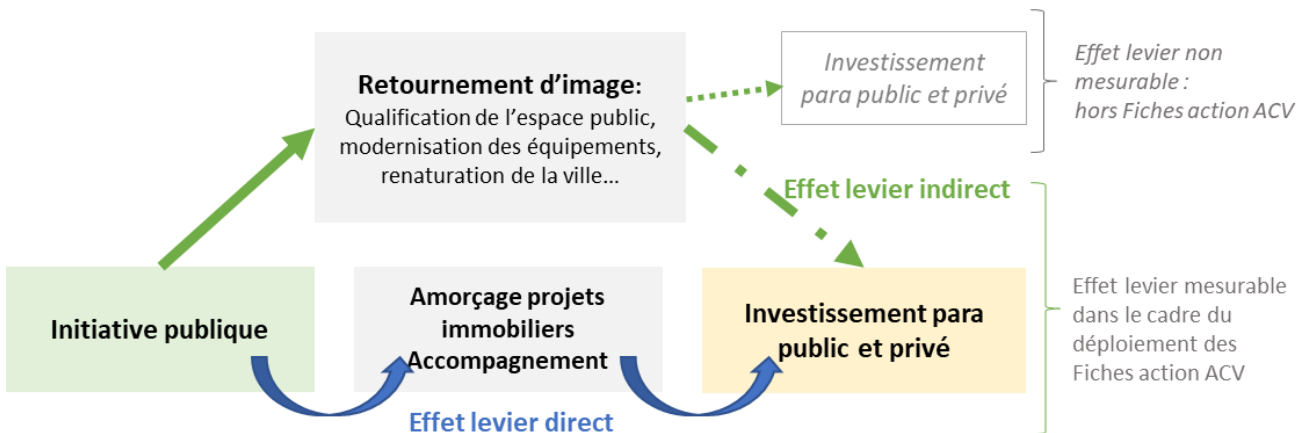 Retournement d’image:
Qualification de l’espace public,
modernisation des équipements,
renaturation de la ville…
Investissement
para public et privé
Effet levier non
mesurable :
hors Fiches action ACV
Effet levier indirect
Initiative publique
Amorçage projets
immobiliers
Accompagnement
Investissement para
public et privé
Effet levier mesurable
dans le cadre du
déploiement des
Fiches action ACV
Effet levier direct